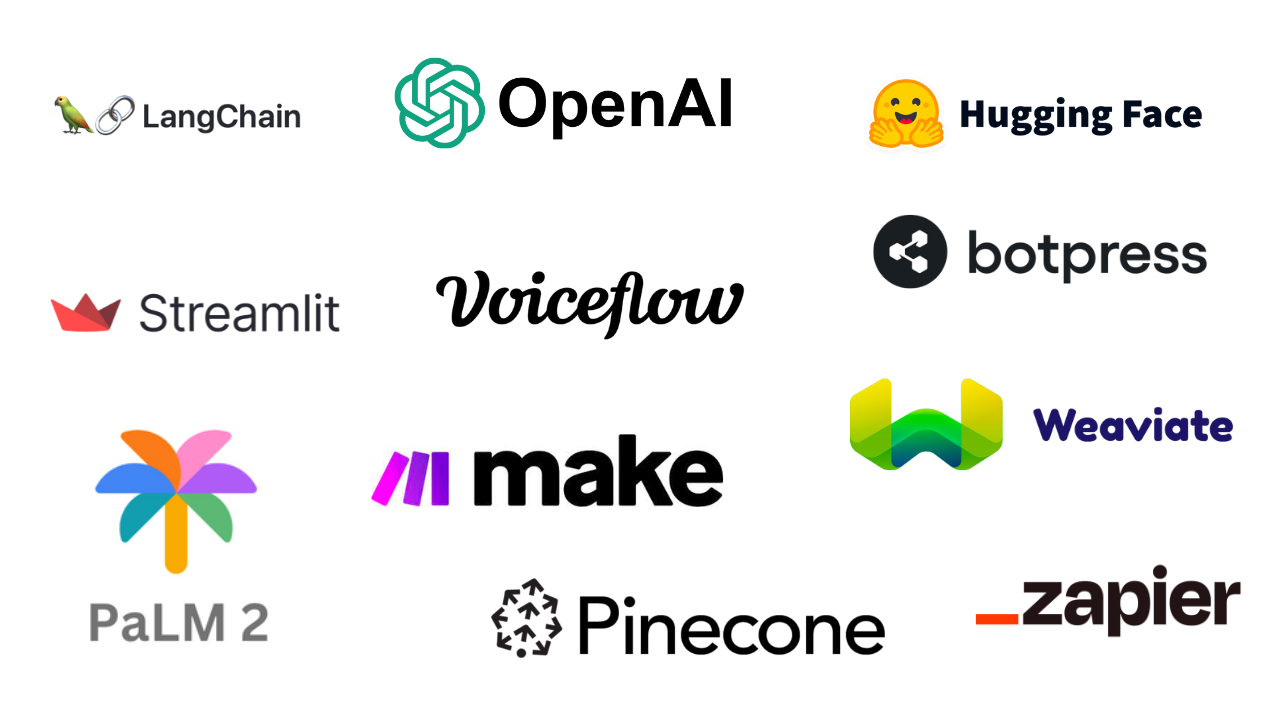 LangChain
OpenAI
Hugging Face
botpress
Streamlit
Voiceflow
Weaviate
make
PaLM 2
Pinecone
zapier